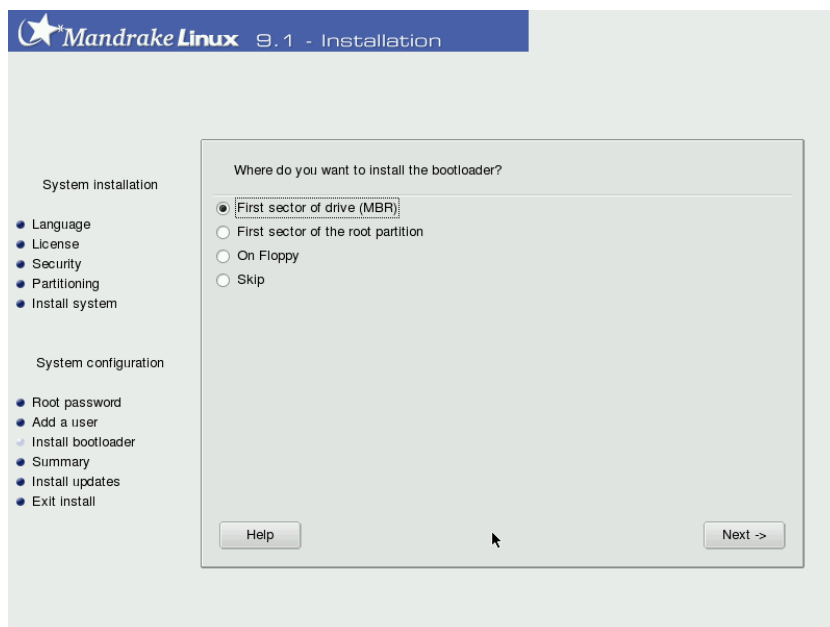 Mandrake Linux 9.1 - Installation
System installation
Language
License
Security
Partitioning
Install system
System configuration
Root password
Add a user
Install bootloader
Summary
Install updates
Exit install
Where do you want to install the bootloader?
First sector of drive (MBR)
First sector of the root partition
On Floppy
Skip
Help
Next ->